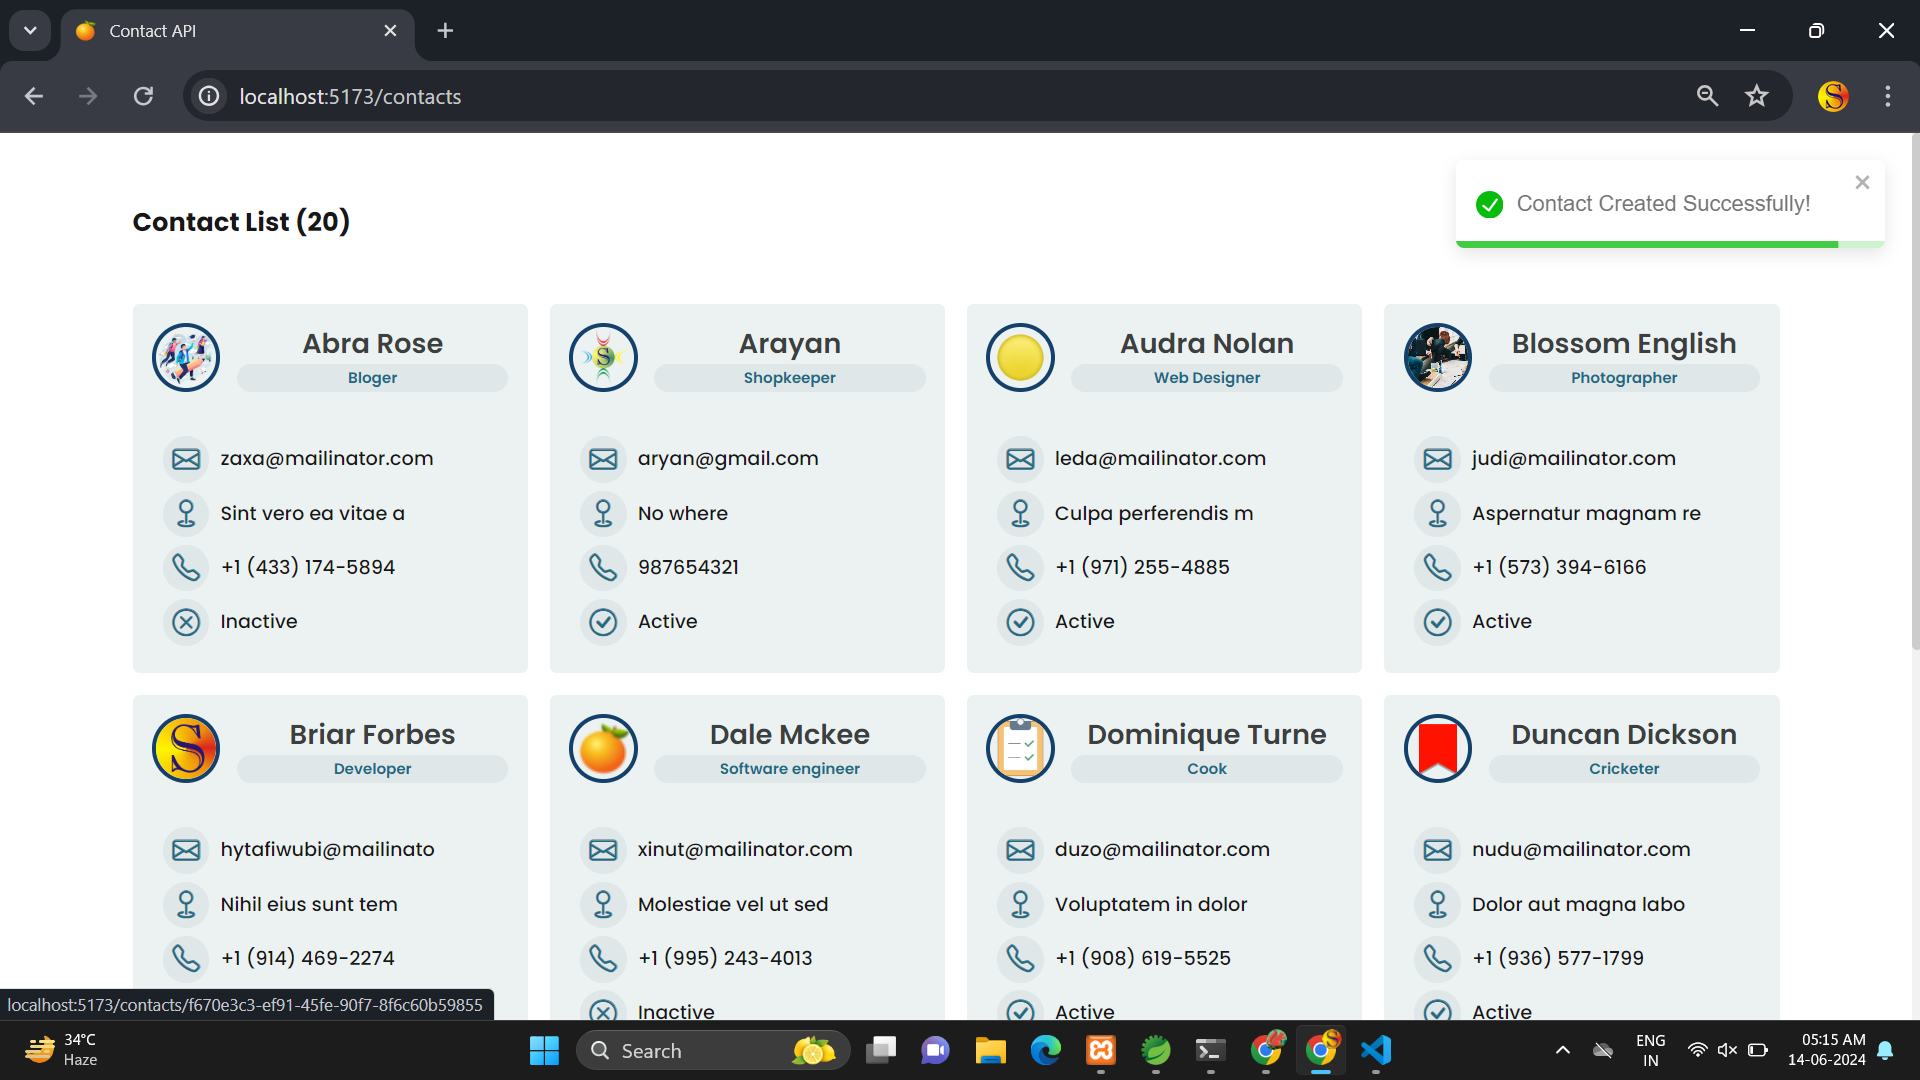 Contact API
localhost:5173/contacts
Contact List (20)
Contact Created Successfully!
Abra Rose
Bloger
zaxa@mailinator.com
Sint vero ea vitae a
+1 (433) 174-5894
Inactive
Arayan
Shopkeeper
aryan@gmail.com
No where
987654321
Active
Audra Nolan
Web Designer
leda@mailinator.com
Culpa perferendis m
+1 (971) 255-4885
Active
Blossom English
Photographer
judi@mailinator.com
Aspernatur magnam re
+1 (573) 394-6166
Active
S
Briar Forbes
Developer
hytafiwubi@mailinato
Nihil eius sunt tem
+1 (914) 469-2274
Dale Mckee
Software engineer
xinut@mailinator.com
Molestiae vel ut sed
+1 (995) 243-4013
Inactive
Dominique Turne
Cook
duzo@mailinator.com
Voluptatem in dolor
+1 (908) 619-5525
Active
Duncan Dickson
Cricketer
nudu@mailinator.com
Dolor aut magna labo
+1 (936) 577-1799
Active
localhost:5173/contacts/f670e3c3-ef91-45fe-90f7-8f6c60b59855
34°C
Haze
Search
ENG
IN
05:15 AM
14-06-2024